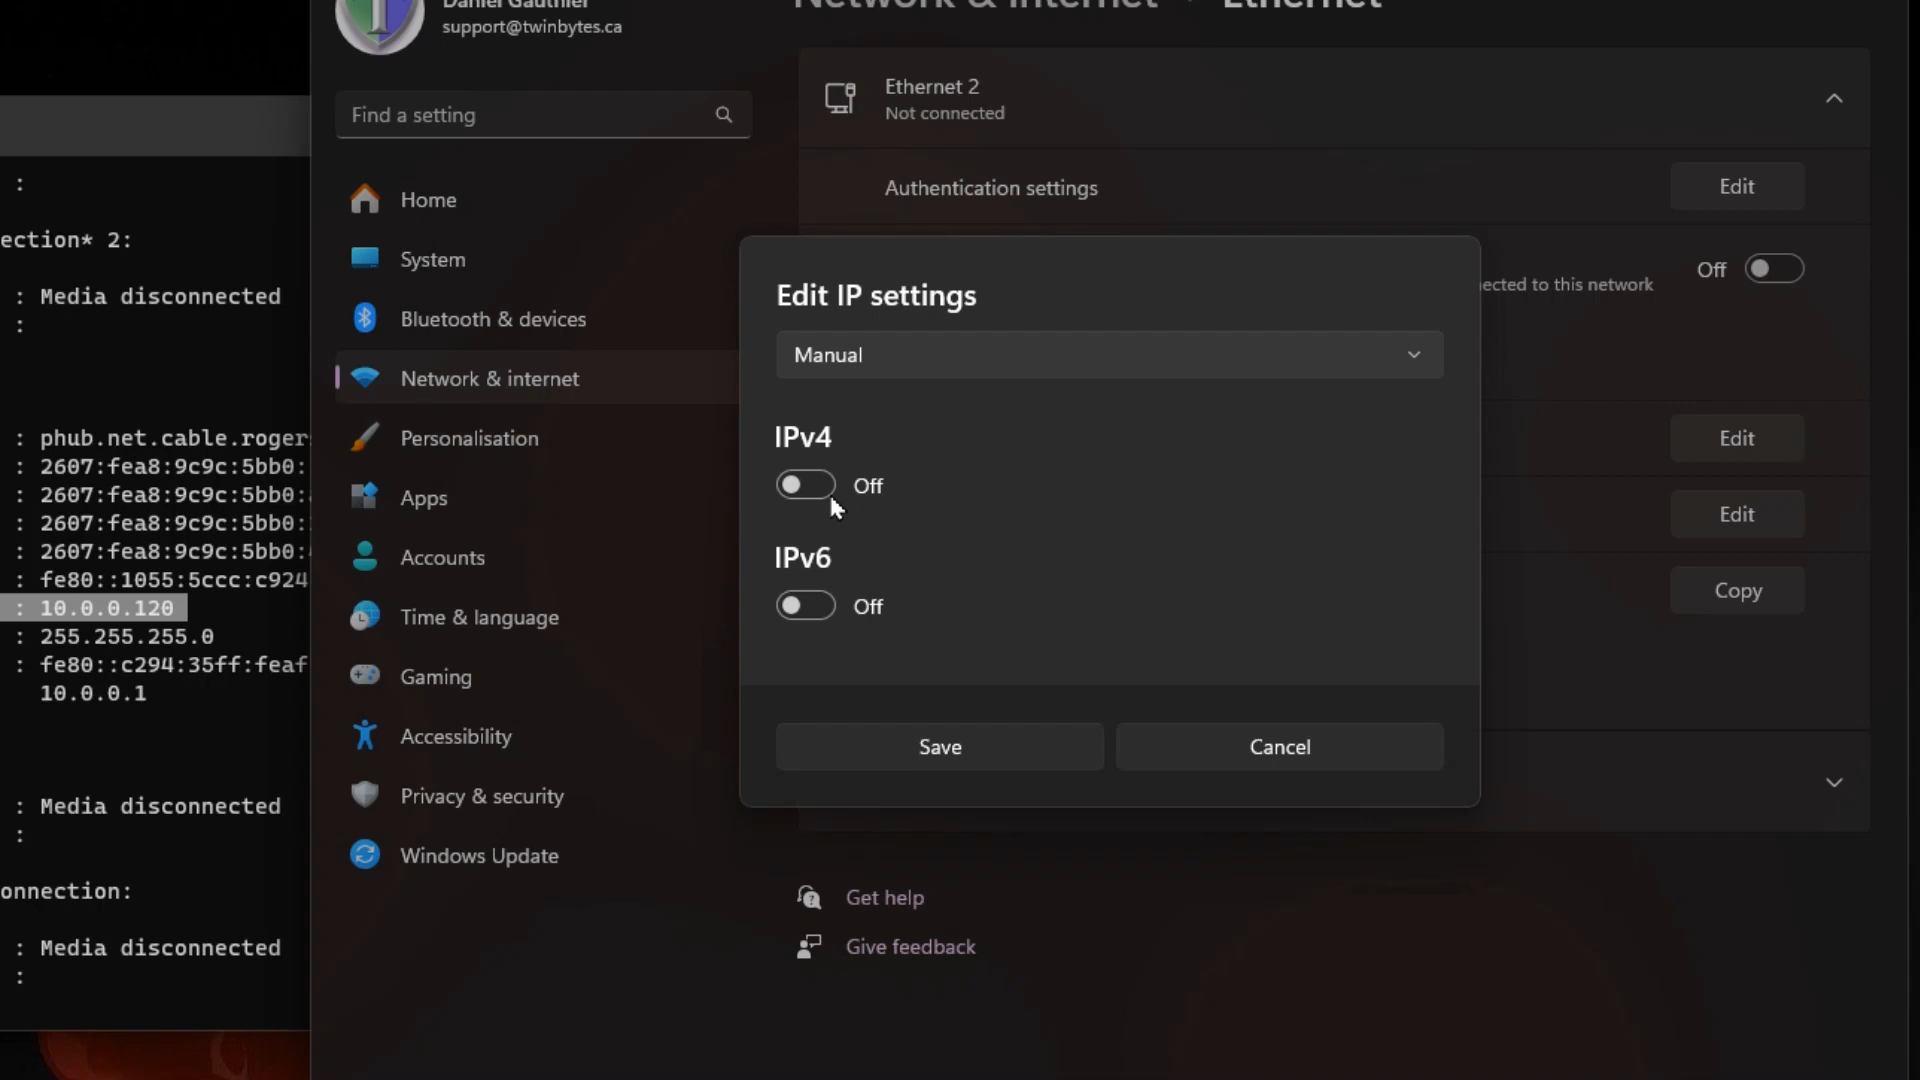 Daniel Gauthier
support@twinbytes.ca
Network & internet
Ethernet
Find a setting
Home
System
Bluetooth & devices
Network & internet
Personalisation
Apps
Accounts
Time & language
Gaming
Accessibility
Privacy & security
Windows Update
Ethernet 2
Not connected
Authentication settings
Edit
ected to this network
Off
Edit
Edit
Copy
Get help
Give feedback
Edit IP settings
Manual
IPv4
Off
IPv6
Off
Save
Cancel
:
ection* 2:
: Media disconnected
:
: phub.net.cable.roger
: 2607:fea8:9c9c:5bb0:
: 2607:fea8:9c9c:5bb0:
: 2607:fea8:9c9c:5bb0:
: 2607:fea8:9c9c:5bb0:
: fe80::1055:5ccc:c924
: 10.0.0.120
: 255.255.255.0
: fe80::c294:35ff:feaf
10.0.0.1
: Media disconnected
:
onnection:
: Media disconnected
: